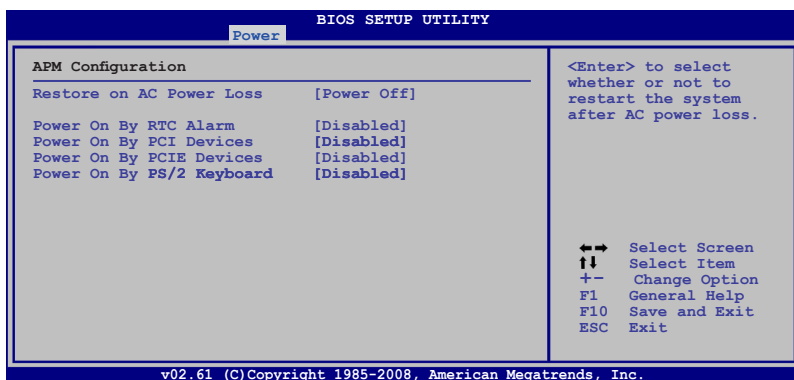 BIOS SETUP UTILITY
Power
APM Configuration
Restore on AC Power Loss [Power Off]
Power On By RTC Alarm [Disabled]
Power On By PCI Devices [Disabled]
Power On By PCIE Devices [Disabled]
Power On By PS/2 Keyboard [Disabled]
<Enter> to select
whether or not to
restart the system
after AC power loss.
←→ Select Screen
↑↓ Select Item
+- Change Option
F1 General Help
F10 Save and Exit
ESC Exit
v02.61 (C)Copyright 1985-2008, American Megatrends, Inc.